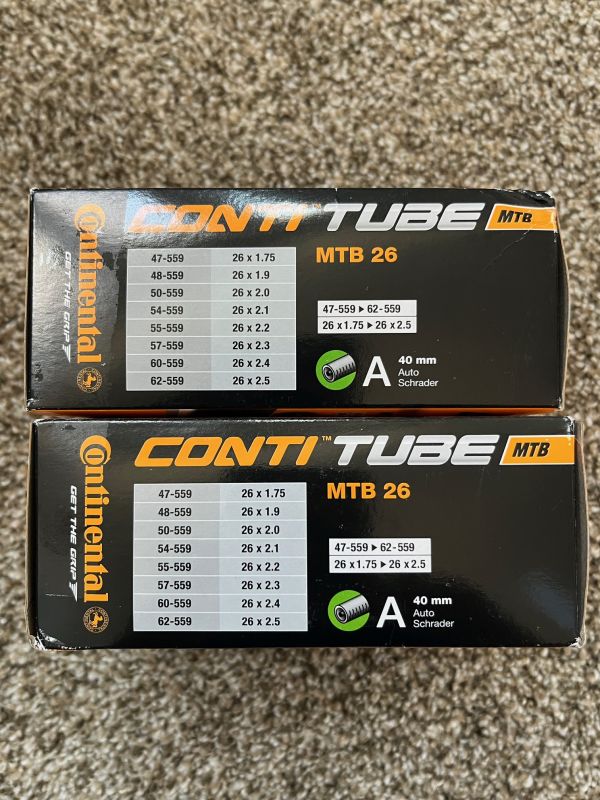 CONTI™ TUBE MTB
Continental
GET THE GRIP
MTB 26
47-559 26 x 1.75
48-559 26 x 1.9
50-559 26 x 2.0
54-559 26 x 2.1
55-559 26 x 2.2
57-559 26 x 2.3
60-559 26 x 2.4
62-559 26 x 2.5
47-559 ▶ 62-559
26 x 1.75 ▶ 26 x 2.5
A 40 mm
Auto
Schrader
CONTI™ TUBE MTB
Continental
GET THE GRIP
MTB 26
47-559 26 x 1.75
48-559 26 x 1.9
50-559 26 x 2.0
54-559 26 x 2.1
55-559 26 x 2.2
57-559 26 x 2.3
60-559 26 x 2.4
62-559 26 x 2.5
47-559 ▶ 62-559
26 x 1.75 ▶ 26 x 2.5
A 40 mm
Auto
Schrader